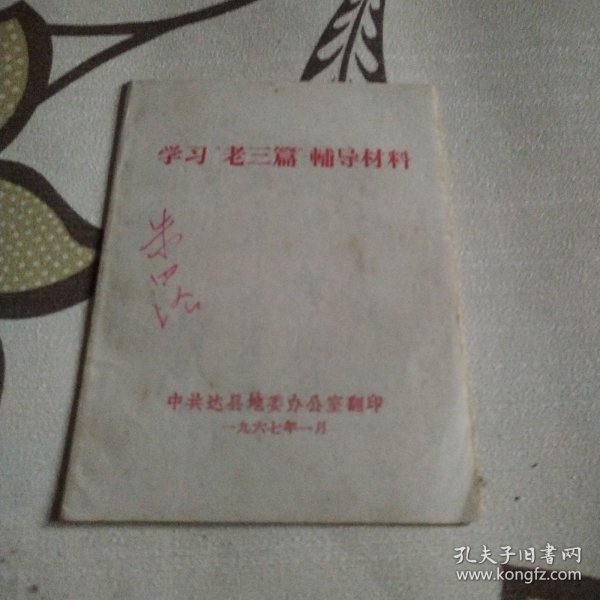 学习“老三篇”輔导材料
中共达县地委办公室翻印
一九六七年一月
孔夫子旧书网
www.kongfz.com